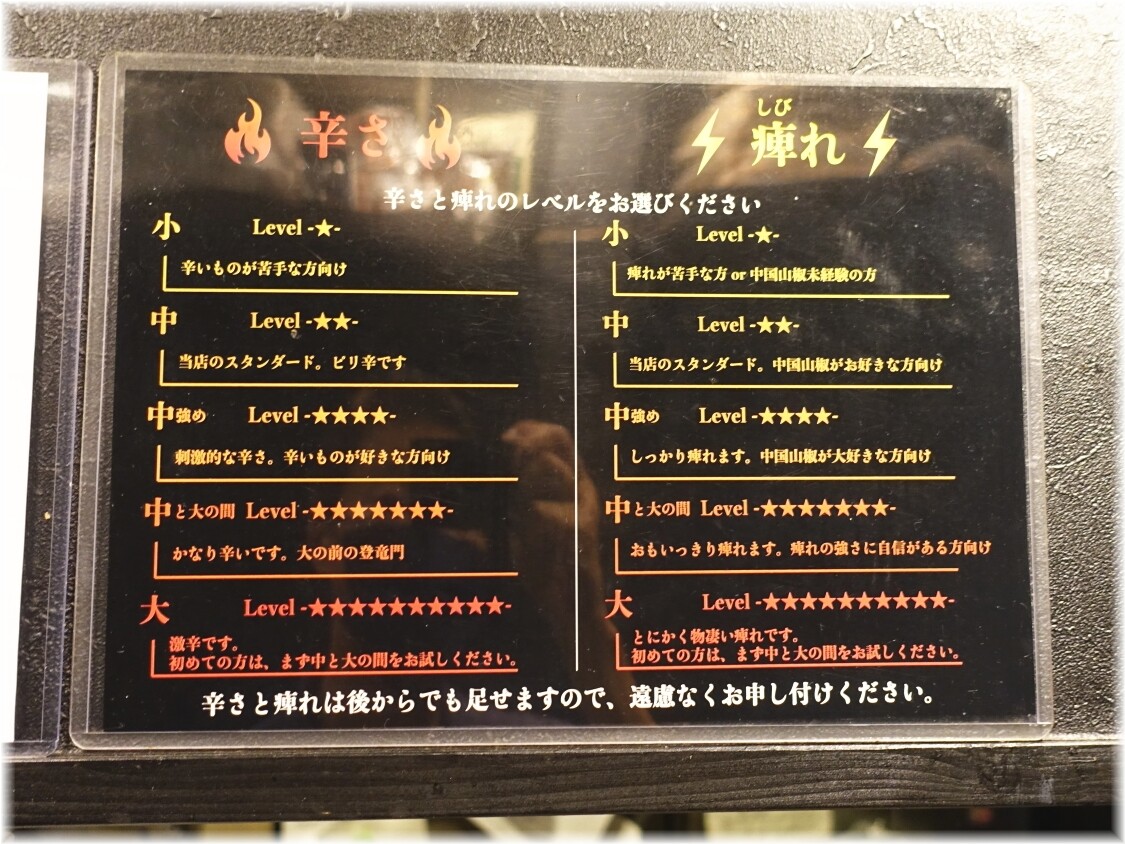 辛さ
しび
痺れ
辛さと痺れのレベルをお選びください
小 Level -★-
辛いものが苦手な方向け
中 Level -★★-
当店のスタンダード。ピリ辛です
中強め Level -★★★★-
刺激的な辛さ。辛いものが好きな方向け
中と大の間 Level -★★★★★★★-
かなり辛いです。大の前の登竜門
大 Level -★★★★★★★★★★-
激辛です。
初めての方は、まず中と大の間をお試しください。
小 Level -★-
痺れが苦手な方 or 中国山椒未経験の方
中 Level -★★-
当店のスタンダード。中国山椒がお好きな方向け
中強め Level -★★★★-
しっかり痺れます。中国山椒が大好きな方向け
中と大の間 Level -★★★★★★★-
おもいっきり痺れます。痺れの強さに自信がある方向け
大 Level -★★★★★★★★★★-
とにかく物凄い痺れです。
初めての方は、まず中と大の間をお試しください。
辛さと痺れは後からでも足せますので、遠慮なくお申し付けください。